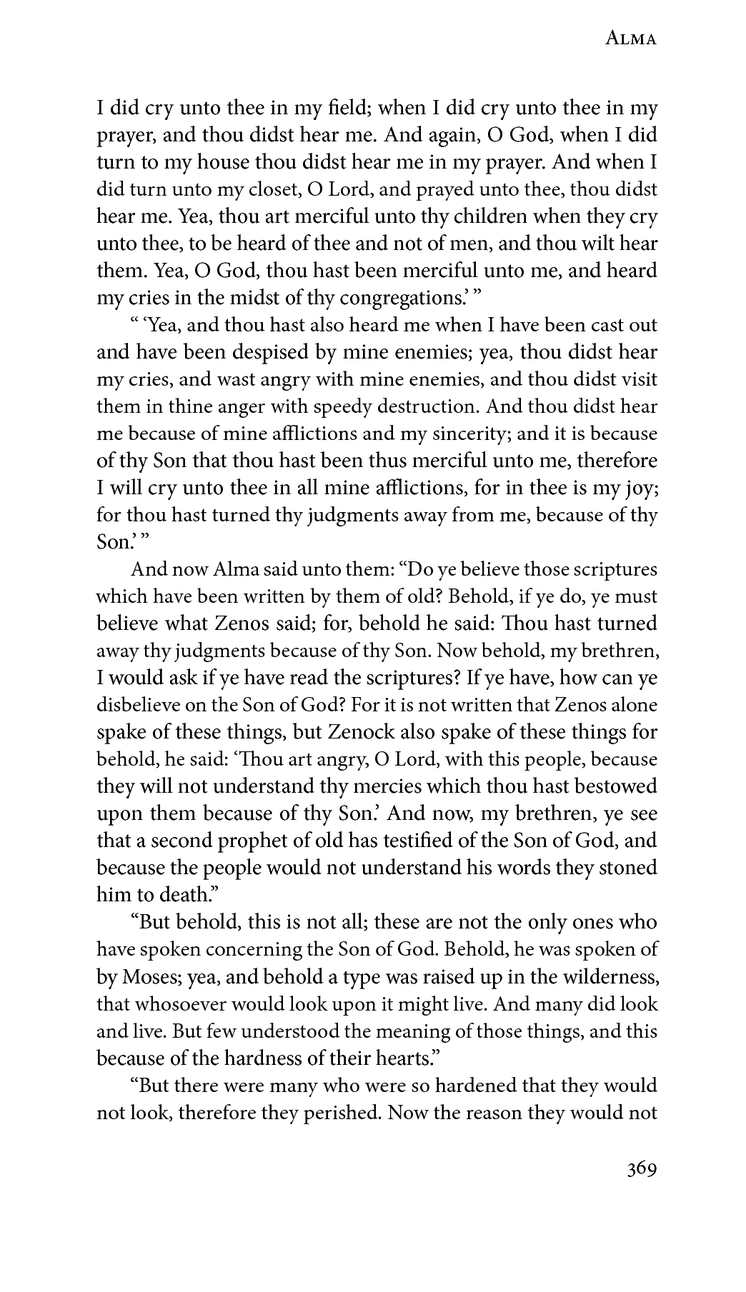 Alma
I did cry unto thee in my field; when I did cry unto thee in my
prayer, and thou didst hear me. And again, O God, when I did
turn to my house thou didst hear me in my prayer. And when I
did turn unto my closet, O Lord, and prayed unto thee, thou didst
hear me. Yea, thou art merciful unto thy children when they cry
unto thee, to be heard of thee and not of men, and thou wilt hear
them. Yea, O God, thou hast been merciful unto me, and heard
my cries in the midst of thy congregations.’ ”
“ ‘Yea, and thou hast also heard me when I have been cast out
and have been despised by mine enemies; yea, thou didst hear
my cries, and wast angry with mine enemies, and thou didst visit
them in thine anger with speedy destruction. And thou didst hear
me because of mine afflictions and my sincerity; and it is because
of thy Son that thou hast been thus merciful unto me, therefore
I will cry unto thee in all mine afflictions, for in thee is my joy;
for thou hast turned thy judgments away from me, because of thy
Son.’ ”
And now Alma said unto them: “Do ye believe those scriptures
which have been written by them of old? Behold, if ye do, ye must
believe what Zenos said; for, behold he said: Thou hast turned
away thy judgments because of thy Son. Now behold, my brethren,
I would ask if ye have read the scriptures? If ye have, how can ye
disbelieve on the Son of God? For it is not written that Zenos alone
spake of these things, but Zenock also spake of these things for
behold, he said: ‘Thou art angry, O Lord, with this people, because
they will not understand thy mercies which thou hast bestowed
upon them because of thy Son.’ And now, my brethren, ye see
that a second prophet of old has testified of the Son of God, and
because the people would not understand his words they stoned
him to death.”
“But behold, this is not all; these are not the only ones who
have spoken concerning the Son of God. Behold, he was spoken of
by Moses; yea, and behold a type was raised up in the wilderness,
that whosoever would look upon it might live. And many did look
and live. But few understood the meaning of those things, and this
because of the hardness of their hearts.”
“But there were many who were so hardened that they would
not look, therefore they perished. Now the reason they would not
369